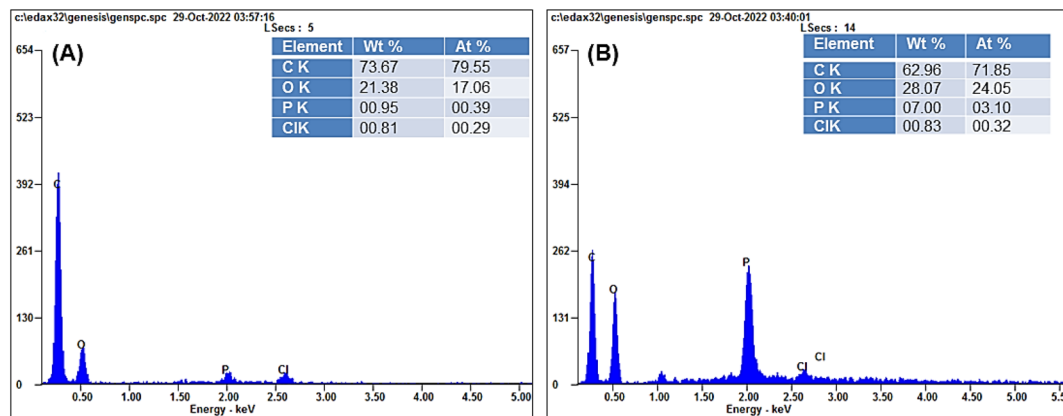 c:\edax32\genesis\genspc.spc 29-Oct-2022 03:57:16
LSecs : 5
(A)
Element Wt % At %
C K 73.67 79.55
O K 21.38 17.06
P K 00.95 00.39
ClK 00.81 00.29
654
523
392
261
130
0
C
O
P
Cl
0.50 1.00 1.50 2.00 2.50 3.00 3.50 4.00 4.50 5.00
Energy - keV
c:\edax32\genesis\genspc.spc 29-Oct-2022 03:40:01
LSecs : 14
(B)
Element Wt % At %
C K 62.96 71.85
O K 28.07 24.05
P K 07.00 03.10
ClK 00.83 00.32
657
525
394
262
131
0
C
O
P
Cl
Cl
0.50 1.00 1.50 2.00 2.50 3.00 3.50 4.00 4.50 5.00 5.5
Energy - keV